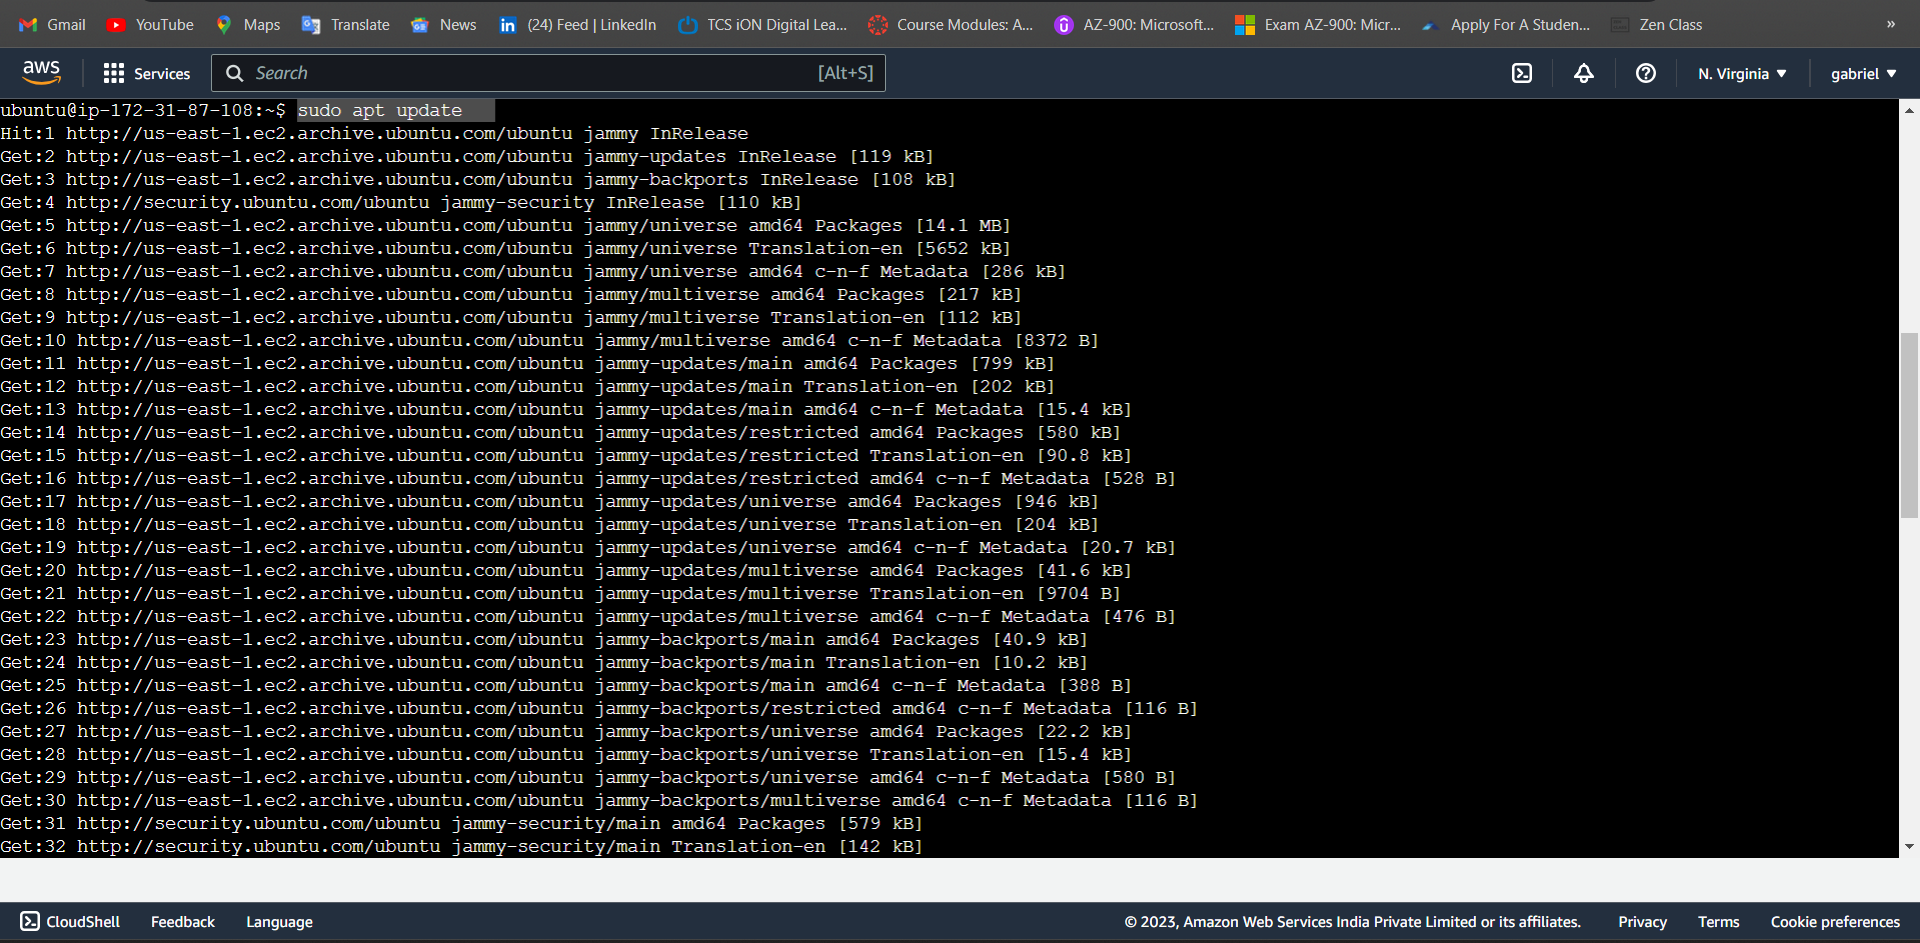 Gmail YouTube Maps Translate News (24) Feed | LinkedIn TCS iON Digital Lea... Course Modules: A... AZ-900: Microsoft... Exam AZ-900: Micr... Apply For A Studen... Zen Class »
aws Services Search [Alt+S] N. Virginia gabriel
ubuntu@ip-172-31-87-108:~$ sudo apt update
Hit:1 http://us-east-1.ec2.archive.ubuntu.com/ubuntu jammy InRelease
Get:2 http://us-east-1.ec2.archive.ubuntu.com/ubuntu jammy-updates InRelease [119 kB]
Get:3 http://us-east-1.ec2.archive.ubuntu.com/ubuntu jammy-backports InRelease [108 kB]
Get:4 http://security.ubuntu.com/ubuntu jammy-security InRelease [110 kB]
Get:5 http://us-east-1.ec2.archive.ubuntu.com/ubuntu jammy/universe amd64 Packages [14.1 MB]
Get:6 http://us-east-1.ec2.archive.ubuntu.com/ubuntu jammy/universe Translation-en [5652 kB]
Get:7 http://us-east-1.ec2.archive.ubuntu.com/ubuntu jammy/universe amd64 c-n-f Metadata [286 kB]
Get:8 http://us-east-1.ec2.archive.ubuntu.com/ubuntu jammy/multiverse amd64 Packages [217 kB]
Get:9 http://us-east-1.ec2.archive.ubuntu.com/ubuntu jammy/multiverse Translation-en [112 kB]
Get:10 http://us-east-1.ec2.archive.ubuntu.com/ubuntu jammy/multiverse amd64 c-n-f Metadata [8372 B]
Get:11 http://us-east-1.ec2.archive.ubuntu.com/ubuntu jammy-updates/main amd64 Packages [799 kB]
Get:12 http://us-east-1.ec2.archive.ubuntu.com/ubuntu jammy-updates/main Translation-en [202 kB]
Get:13 http://us-east-1.ec2.archive.ubuntu.com/ubuntu jammy-updates/main amd64 c-n-f Metadata [15.4 kB]
Get:14 http://us-east-1.ec2.archive.ubuntu.com/ubuntu jammy-updates/restricted amd64 Packages [580 kB]
Get:15 http://us-east-1.ec2.archive.ubuntu.com/ubuntu jammy-updates/restricted Translation-en [90.8 kB]
Get:16 http://us-east-1.ec2.archive.ubuntu.com/ubuntu jammy-updates/restricted amd64 c-n-f Metadata [528 B]
Get:17 http://us-east-1.ec2.archive.ubuntu.com/ubuntu jammy-updates/universe amd64 Packages [946 kB]
Get:18 http://us-east-1.ec2.archive.ubuntu.com/ubuntu jammy-updates/universe Translation-en [204 kB]
Get:19 http://us-east-1.ec2.archive.ubuntu.com/ubuntu jammy-updates/universe amd64 c-n-f Metadata [20.7 kB]
Get:20 http://us-east-1.ec2.archive.ubuntu.com/ubuntu jammy-updates/multiverse amd64 Packages [41.6 kB]
Get:21 http://us-east-1.ec2.archive.ubuntu.com/ubuntu jammy-updates/multiverse Translation-en [9704 B]
Get:22 http://us-east-1.ec2.archive.ubuntu.com/ubuntu jammy-updates/multiverse amd64 c-n-f Metadata [476 B]
Get:23 http://us-east-1.ec2.archive.ubuntu.com/ubuntu jammy-backports/main amd64 Packages [40.9 kB]
Get:24 http://us-east-1.ec2.archive.ubuntu.com/ubuntu jammy-backports/main Translation-en [10.2 kB]
Get:25 http://us-east-1.ec2.archive.ubuntu.com/ubuntu jammy-backports/main amd64 c-n-f Metadata [388 B]
Get:26 http://us-east-1.ec2.archive.ubuntu.com/ubuntu jammy-backports/restricted amd64 c-n-f Metadata [116 B]
Get:27 http://us-east-1.ec2.archive.ubuntu.com/ubuntu jammy-backports/universe amd64 Packages [22.2 kB]
Get:28 http://us-east-1.ec2.archive.ubuntu.com/ubuntu jammy-backports/universe Translation-en [15.4 kB]
Get:29 http://us-east-1.ec2.archive.ubuntu.com/ubuntu jammy-backports/universe amd64 c-n-f Metadata [580 B]
Get:30 http://us-east-1.ec2.archive.ubuntu.com/ubuntu jammy-backports/multiverse amd64 c-n-f Metadata [116 B]
Get:31 http://security.ubuntu.com/ubuntu jammy-security/main amd64 Packages [579 kB]
Get:32 http://security.ubuntu.com/ubuntu jammy-security/main Translation-en [142 kB]
CloudShell Feedback Language © 2023, Amazon Web Services India Private Limited or its affiliates. Privacy Terms Cookie preferences